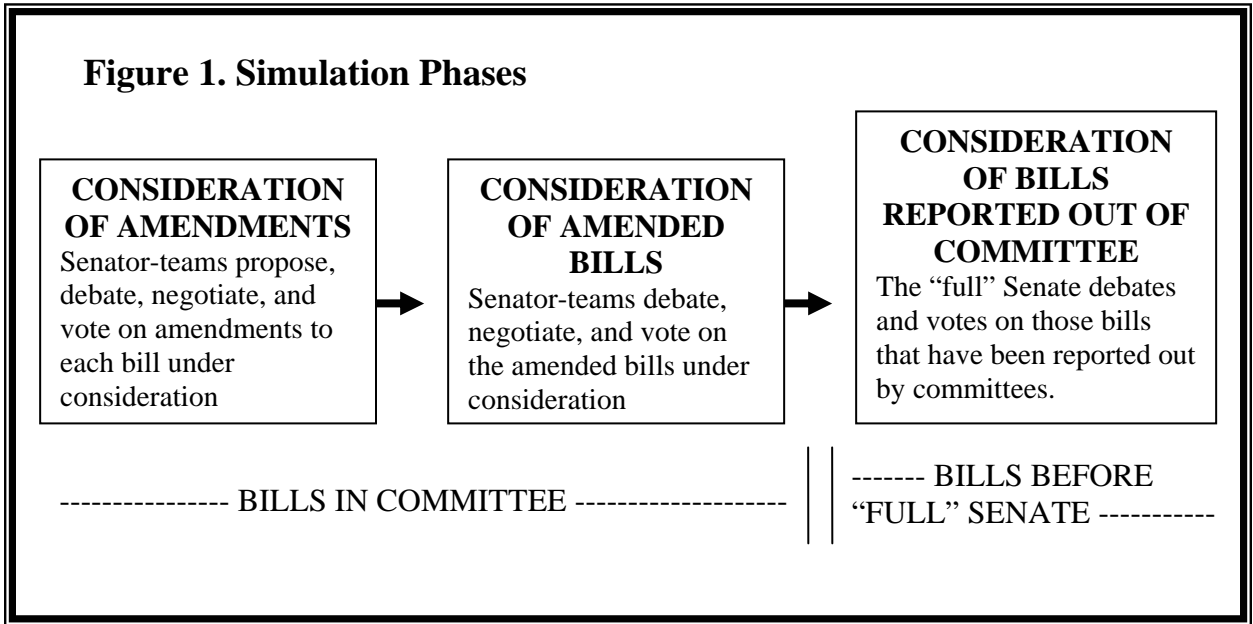 Figure 1. Simulation Phases
CONSIDERATION
OF AMENDMENTS
Senator-teams propose,
debate, negotiate, and
vote on amendments to
each bill under
consideration
CONSIDERATION
OF AMENDED
BILLS
Senator-teams debate,
negotiate, and vote on
the amended bills under
consideration
CONSIDERATION
OF BILLS
REPORTED OUT OF
COMMITTEE
The “full” Senate debates
and votes on those bills
that have been reported out
by committees.
--------------- BILLS IN COMMITTEE -------------------
------- BILLS BEFORE
“FULL” SENATE -----------